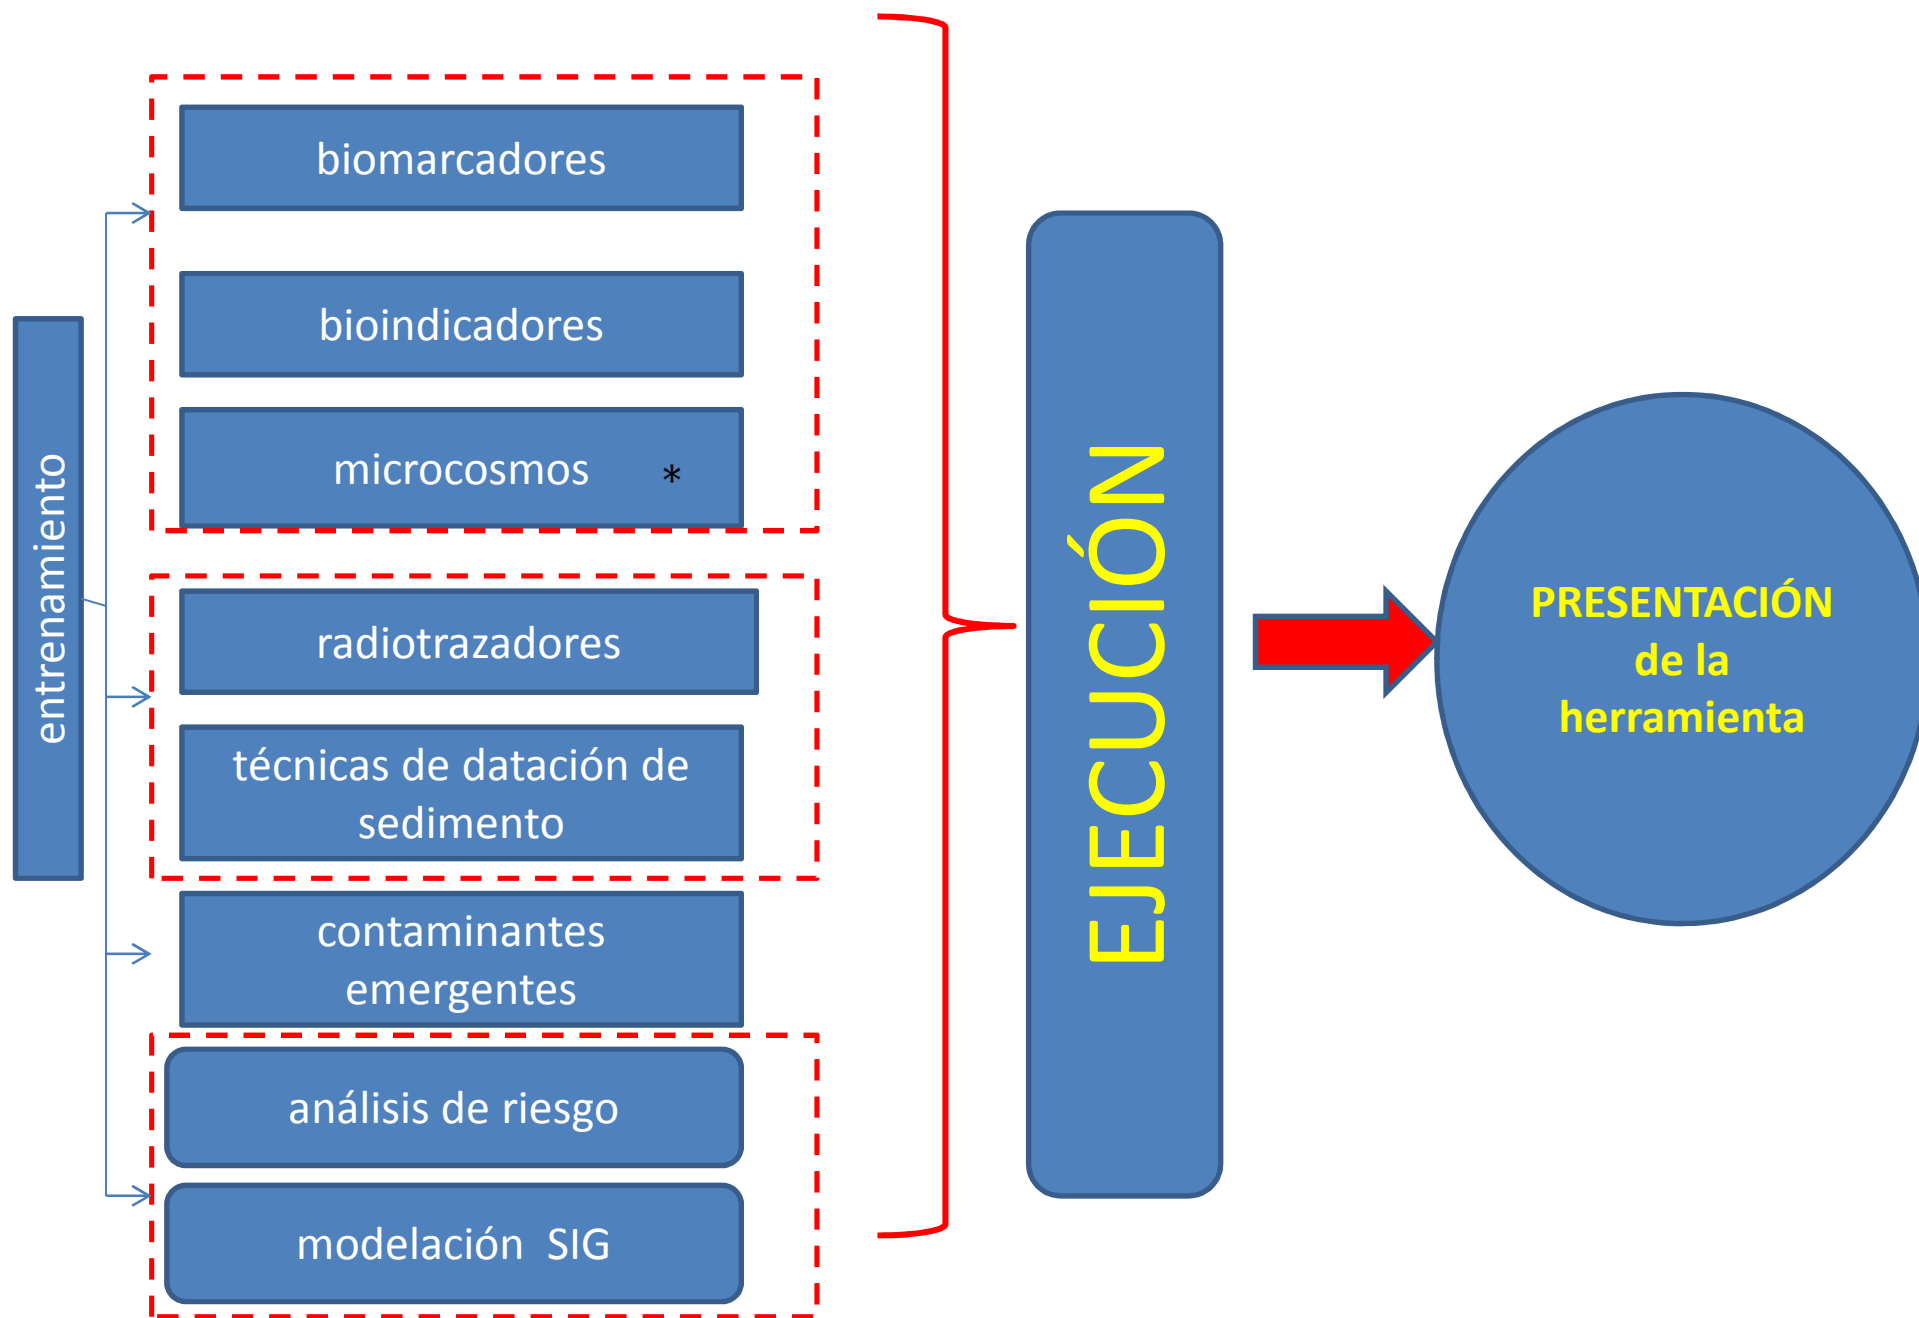 entrenamiento
biomarcadores
bioindicadores
microcosmos *
radiotrazadores
técnicas de datación de
sedimento
contaminantes
emergentes
análisis de riesgo
modelación SIG
EJECUCIÓN
PRESENTACIÓN
de la
herramienta